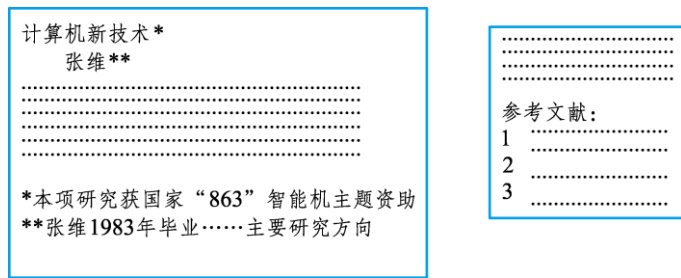 计算机新技术*
张维**
*本项研究获国家“863”智能机主题资助
**张维1983年毕业……主要研究方向
参考文献:
1
2
3